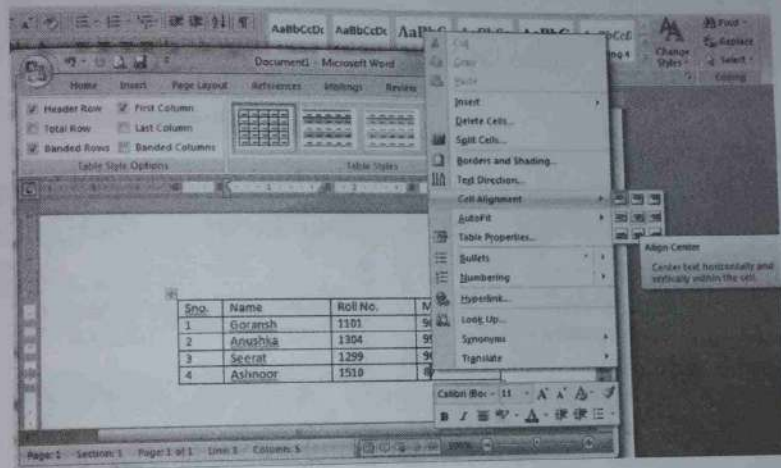 AaBbCcDc AaBbCcDc
Change Styles
Find
Replace
Select
Editing
Document1 - Microsoft Word
Home Insert Page Layout References Mailings Review
Header Row First Column
Total Row Last Column
Banded Rows Banded Columns
Table Style Options Table Styles
Cut
Copy
Paste
Insert
Delete Cells...
Split Cells...
Borders and Shading...
Text Direction...
Cell Alignment
AutoFit
Table Properties...
Bullets
Numbering
Hyperlink...
Look Up...
Synonyms
Translate
Align Center
Center text horizontally and
vertically within the cell.
Sno. Name Roll No.
1 Goransh 1101
2 Anushka 1304
3 Seerat 1299
4 Ashnoor 1510
Calibri (Boc 11 A A
B I A
Page: 1 Section: 1 Page: 1 of 1 Line: 1 Column: 5 100%